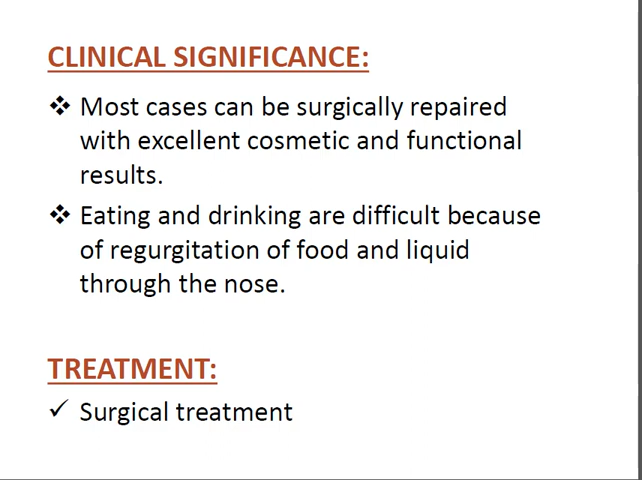 CLINICAL SIGNIFICANCE:
❖ Most cases can be surgically repaired
with excellent cosmetic and functional
results.
❖ Eating and drinking are difficult because
of regurgitation of food and liquid
through the nose.
TREATMENT:
✓ Surgical treatment